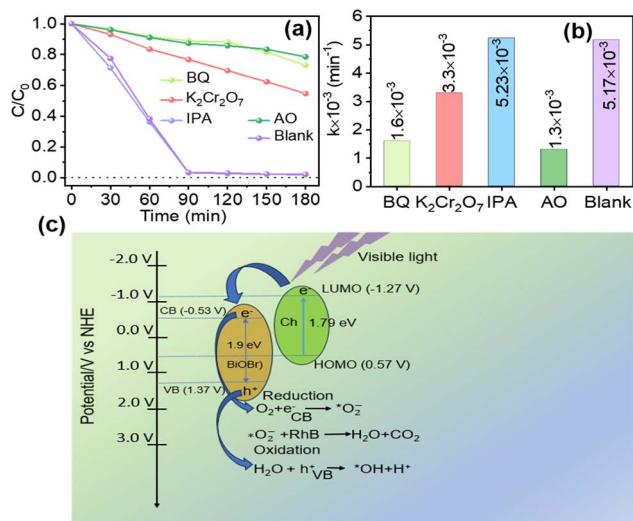 (a)
C/C₀
1.0
0.8
0.6
0.4
0.2
0.0
BQ
K₂Cr₂O₇
IPA
AO
Blank
0 30 60 90 120 150 180
Time (min)
(b)
k×10⁻³ (min⁻¹)
6
5
4
3
2
1
0
1.6×10⁻³
3.3×10⁻³
5.23×10⁻³
1.3×10⁻³
5.17×10⁻³
BQ K₂Cr₂O₇ IPA AO Blank
(c)
Potential/V vs NHE
-2.0 V
-1.0 V
0.0 V
1.0 V
2.0 V
3.0 V
Visible light
e⁻ LUMO (-1.27 V)
CB (-0.53 V)
e⁻
Ch 1.79 eV
1.9 eV
BiOBr)
HOMO (0.57 V)
VB (1.37 V)
h⁺
Reduction
O₂+e⁻ CB → *O₂⁻
*O₂⁻ +RhB → H₂O+CO₂
Oxidation
H₂O + h⁺ VB → *OH+H⁺